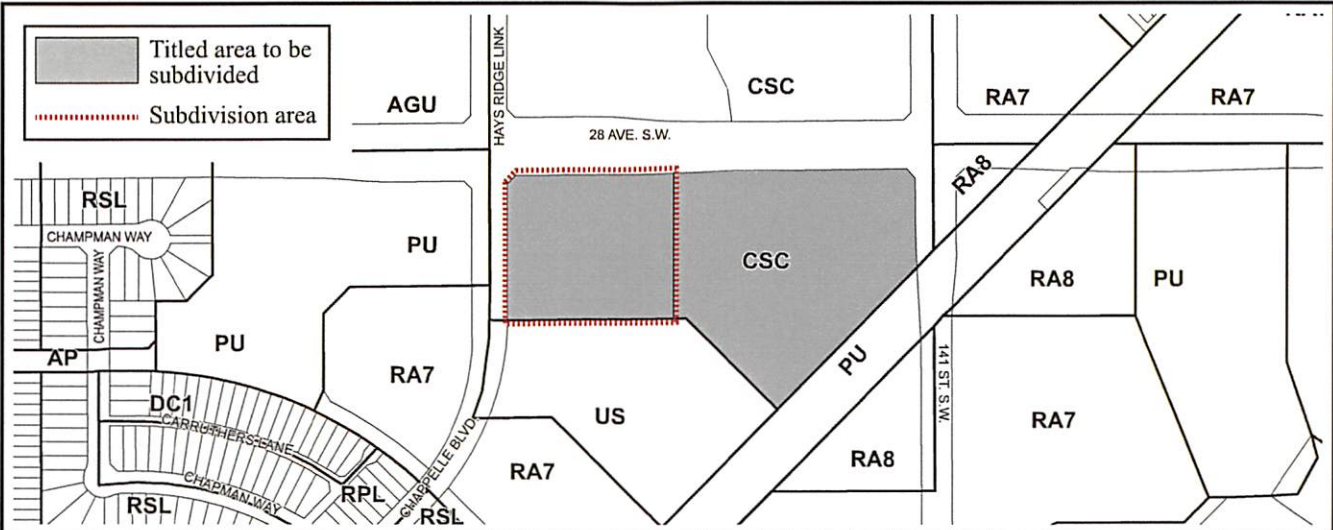 Titled area to be
subdivided
Subdivision area
AGU
HAYS RIDGE LINK
CSC
RA7
RA7
28 AVE. S.W.
RSL
CHAMPMAN WAY
CHAMPMAN WAY
PU
CSC
RA8
RA8
PU
AP
PU
RA7
PU
141 ST. S.W.
DC1
CARRUTHERS LANE
CHAPMAN WAY
RSL
RPL
RSL
CHAPPELLE BLVD.
US
RA7
RA8
RA7